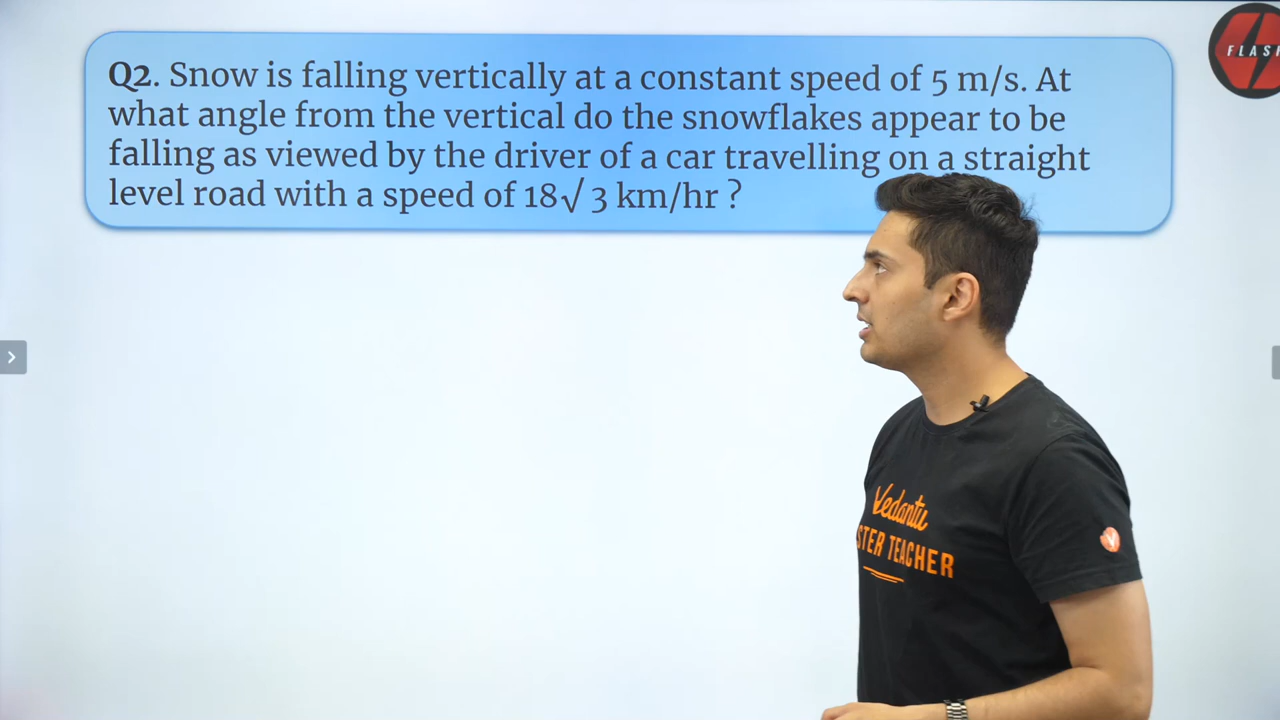 Q2. Snow is falling vertically at a constant speed of 5 m/s. At
what angle from the vertical do the snowflakes appear to be
falling as viewed by the driver of a car travelling on a straight
level road with a speed of 18√ 3 km/hr ?
FLASH
Vedantu
STER TEACHER